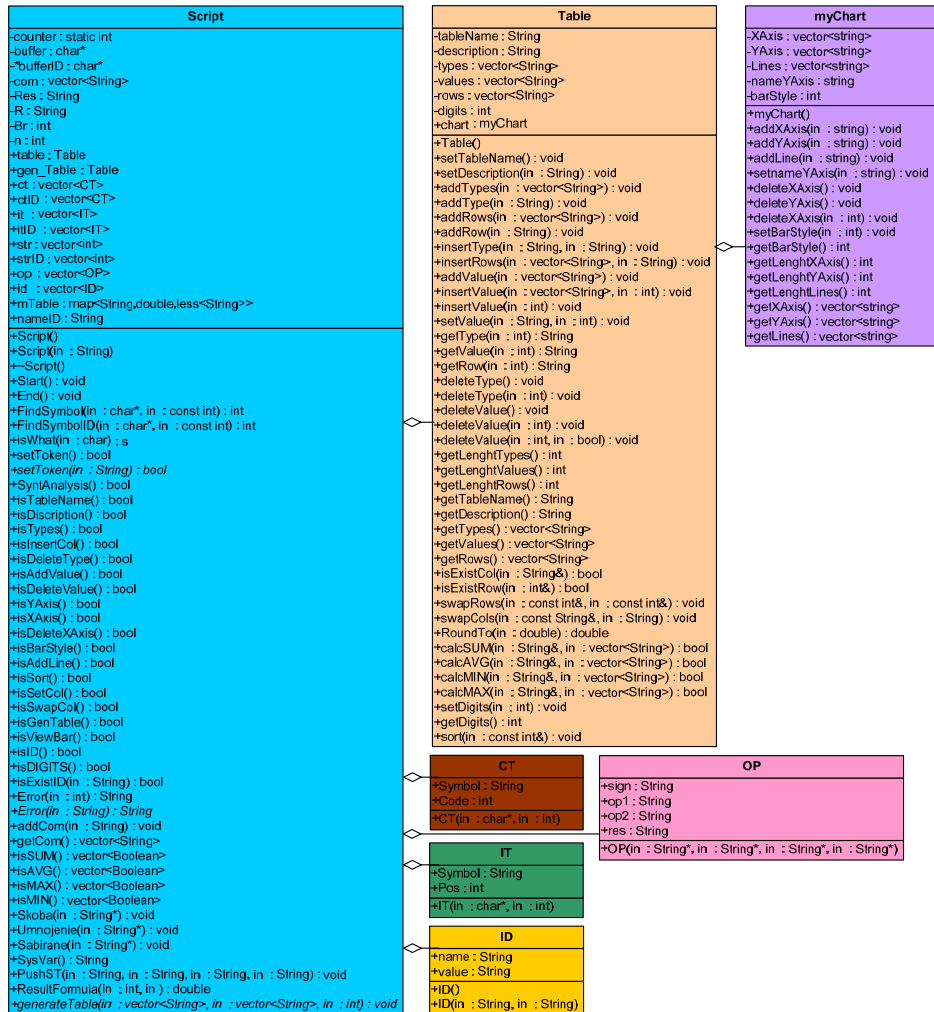 Script
-counter : static int
-buffer : char*
-*bufferID : char*
-com : vector<String>
-Res : String
-R : String
-Br : int
-n : int
+table : Table
+gen_Table : Table
+ct : vector<CT>
+ctID : vector<CT>
+it : vector<IT>
+itID : vector<IT>
+str : vector<int>
+strID : vector<int>
+op : vector<OP>
+id : vector<ID>
+mTable : map<String,double,less<String>>
+nameID : String
+Script()
+Script(in : String)
+~Script()
+Start() : void
+End() : void
+FindSymbol(in : char*, in : const int) : int
+FindSymbolID(in : char*, in : const int) : int
+isWhat(in : char) : s
+setToken() : bool
+setToken(in : String) : bool
+SyntAnalysis() : bool
+isTableName() : bool
+isDiscription() : bool
+isTypes() : bool
+isInsertCol() : bool
+isDeleteType() : bool
+isAddValue() : bool
+isDeleteValue() : bool
+isYAxis() : bool
+isXAxis() : bool
+isDeleteXAxis() : bool
+isBarStyle() : bool
+isAddLine() : bool
+isSort() : bool
+isSetCol() : bool
+isSwapCol() : bool
+isGenTable() : bool
+isViewBar() : bool
+isID() : bool
+isDIGITS() : bool
+isExistID(in : String) : bool
+Error(in : int) : String
+Error(in : String) : String
+addCom(in : String) : void
+getCom() : vector<String>
+isSUM() : vector<Boolean>
+isAVG() : vector<Boolean>
+isMAX() : vector<Boolean>
+isMIN() : vector<Boolean>
+Skoba(in : String*) : void
+Umnojenie(in : String*) : void
+Sabirane(in : String*) : void
+SysVar() : String
+PushST(in : String, in : String, in : String, in : String) : void
+ResultFormula(in : int, in ) : double
+generateTable(in : vector<String>, in : vector<String>, in : int) : void
Table
-tableName : String
-description : String
-types : vector<String>
-values : vector<String>
-rows : vector<String>
-digits : int
+chart : myChart
+Table()
+setTableName() : void
+setDescription(in : String) : void
+addTypes(in : vector<String>) : void
+addType(in : String) : void
+addRows(in : vector<String>) : void
+addRow(in : String) : void
+insertType(in : String, in : String) : void
+insertRows(in : vector<String>, in : String) : void
+addValue(in : vector<String>) : void
+insertValue(in : vector<String>, in : int) : void
+insertValue(in : int) : void
+setValue(in : String, in : int) : void
+getType(in : int) : String
+getValue(in : int) : String
+getRow(in : int) : String
+deleteType() : void
+deleteType(in : int) : void
+deleteValue() : void
+deleteValue(in : int) : void
+deleteValue(in : int, in : bool) : void
+getLenghtTypes() : int
+getLenghtValues() : int
+getLenghtRows() : int
+getTableName() : String
+getDescription() : String
+getTypes() : vector<String>
+getValues() : vector<String>
+getRows() : vector<String>
+isExistCol(in : String&) : bool
+isExistRow(in : int&) : bool
+swapRows(in : const int&, in : const int&) : void
+swapCols(in : const String&, in : String) : void
+RoundTo(in : double) : double
+calcSUM(in : String&, in : vector<String>) : bool
+calcAVG(in : String&, in : vector<String>) : bool
+calcMIN(in : String&, in : vector<String>) : bool
+calcMAX(in : String&, in : vector<String>) : bool
+setDigits(in : int) : void
+getDigits() : int
+sort(in : const int&) : void
myChart
-XAxis : vector<string>
-YAxis : vector<string>
-Lines : vector<string>
-nameYAxis : string
-barStyle : int
+myChart()
+addXAxis(in : string) : void
+addYAxis(in : string) : void
+addLine(in : string) : void
+setnameYAxis(in : string) : void
+deleteXAxis() : void
+deleteYAxis() : void
+deleteXAxis(in : int) : void
+setBarStyle(in : int) : void
+getBarStyle() : int
+getLenghtXAxis() : int
+getLenghtYAxis() : int
+getLenghtLines() : int
+getXAxis() : vector<string>
+getYAxis() : vector<string>
+getLines() : vector<string>
CT
+Symbol : String
+Code : int
+CT(in : char*, in : int)
OP
+sign : String
+op1 : String
+op2 : String
+res : String
+OP(in : String*, in : String*, in : String*, in : String*)
IT
+Symbol : String
+Pos : int
+IT(in : char*, in : int)
ID
+name : String
+value : String
+ID()
+ID(in : String, in : String)